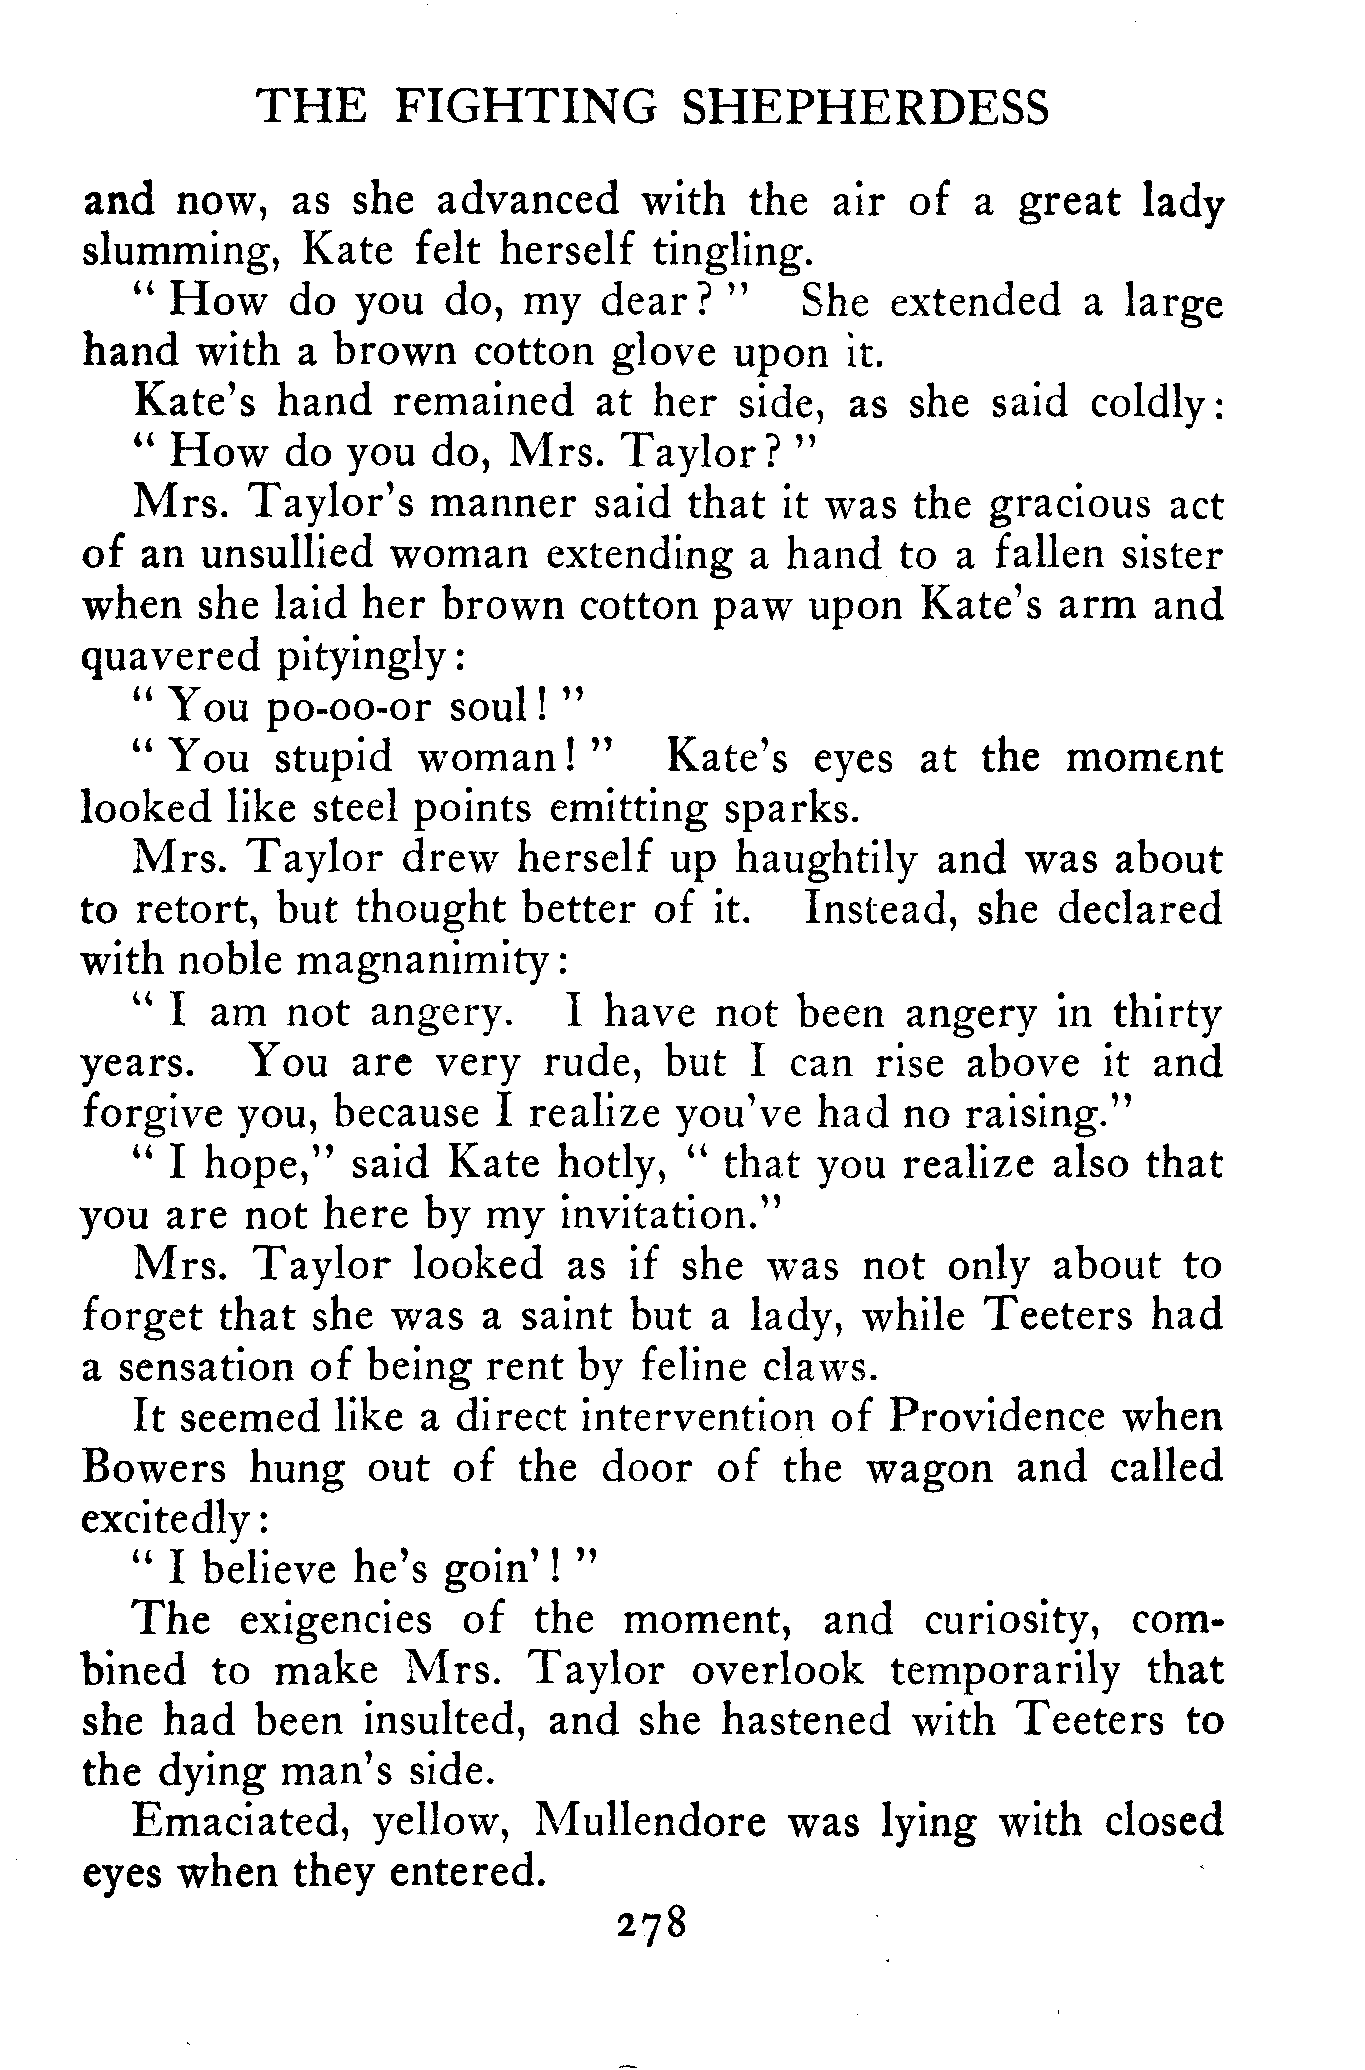 THE FIGHTING SHEPHERDESS
and now, as she advanced with the air of a great lady
slumming, Kate felt herself tingling.
" How do you do, my dear? " She extended a large
hand with a brown cotton glove upon it.
Kate's hand remained at her side, as she said coldly:
" How do you do, Mrs. Taylor? "
Mrs. Taylor's manner said that it was the gracious act
of an unsullied woman extending a hand to a fallen sister
when she laid her brown cotton paw upon Kate's arm and
quavered pityingly:
" You po-oo-or soul! "
" You stupid woman! " Kate's eyes at the moment
looked like steel points emitting sparks.
Mrs. Taylor drew herself up haughtily and was about
to retort, but thought better of it. Instead, she declared
with noble magnanimity:
" I am not angery. I have not been angery in thirty
years. You are very rude, but I can rise above it and
forgive you, because I realize you've had no raising."
" I hope," said Kate hotly, " that you realize also that
you are not here by my invitation."
Mrs. Taylor looked as if she was not only about to
forget that she was a saint but a lady, while Teeters had
a sensation of being rent by feline claws.
It seemed like a direct intervention of Providence when
Bowers hung out of the door of the wagon and called
excitedly:
" I believe he's goin'! "
The exigencies of the moment, and curiosity, com-
bined to make Mrs. Taylor overlook temporarily that
she had been insulted, and she hastened with Teeters to
the dying man's side.
Emaciated, yellow, Mullendore was lying with closed
eyes when they entered.
278